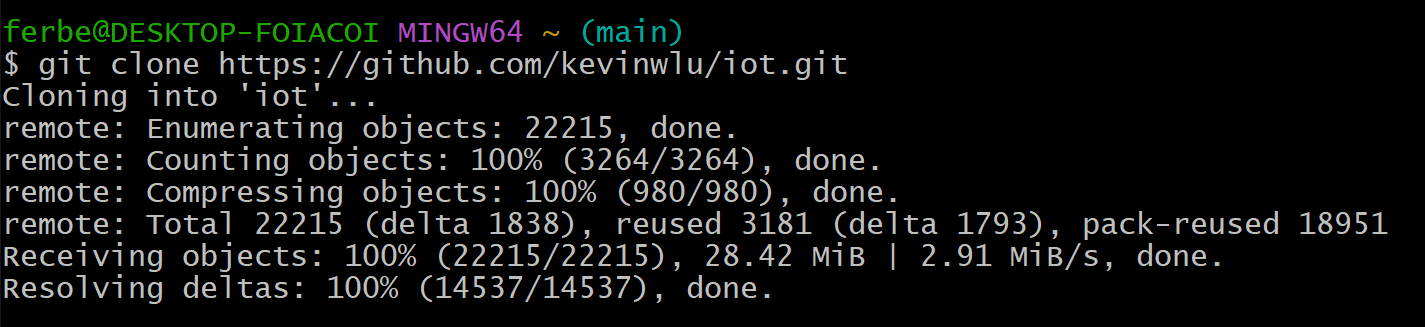 ferbe@DESKTOP-FOIACOI MINGW64 ~ (main)
$ git clone https://github.com/kevinwlu/iot.git
Cloning into 'iot'...
remote: Enumerating objects: 22215, done.
remote: Counting objects: 100% (3264/3264), done.
remote: Compressing objects: 100% (980/980), done.
remote: Total 22215 (delta 1838), reused 3181 (delta 1793), pack-reused 18951
Receiving objects: 100% (22215/22215), 28.42 MiB | 2.91 MiB/s, done.
Resolving deltas: 100% (14537/14537), done.